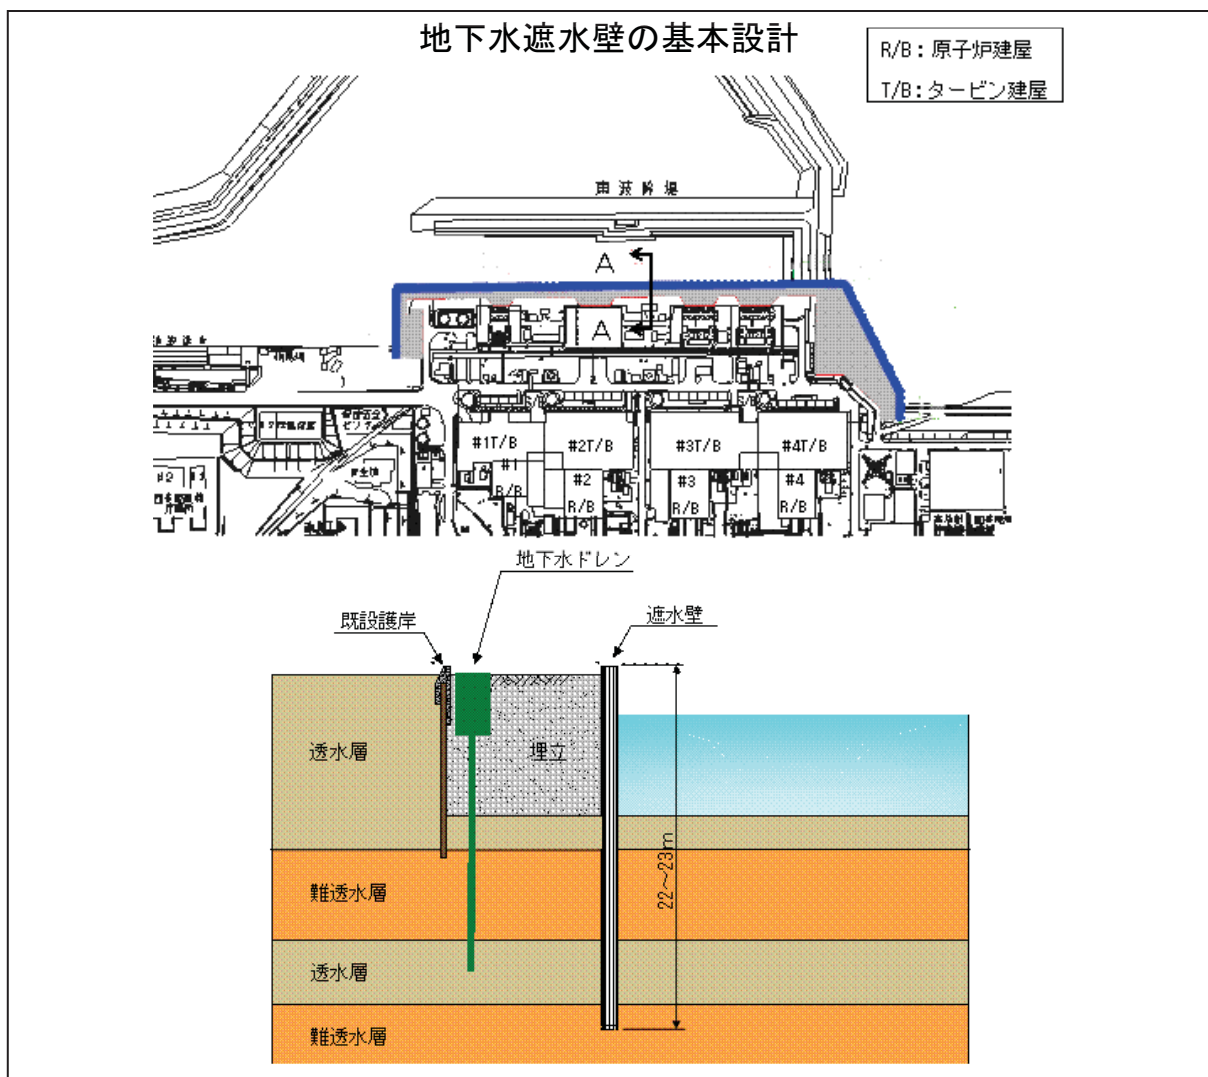 地下水遮水壁の基本設計
R/B：原子炉建屋
T/B：タービン建屋
東波除堤
A
A
#1T/B
#2T/B
#3T/B
#4T/B
#1
R/B
#2
R/B
#3
R/B
#4
R/B
地下水ドレン
既設護岸
遮水壁
透水層
埋立
22～23m
難透水層
透水層
難透水層